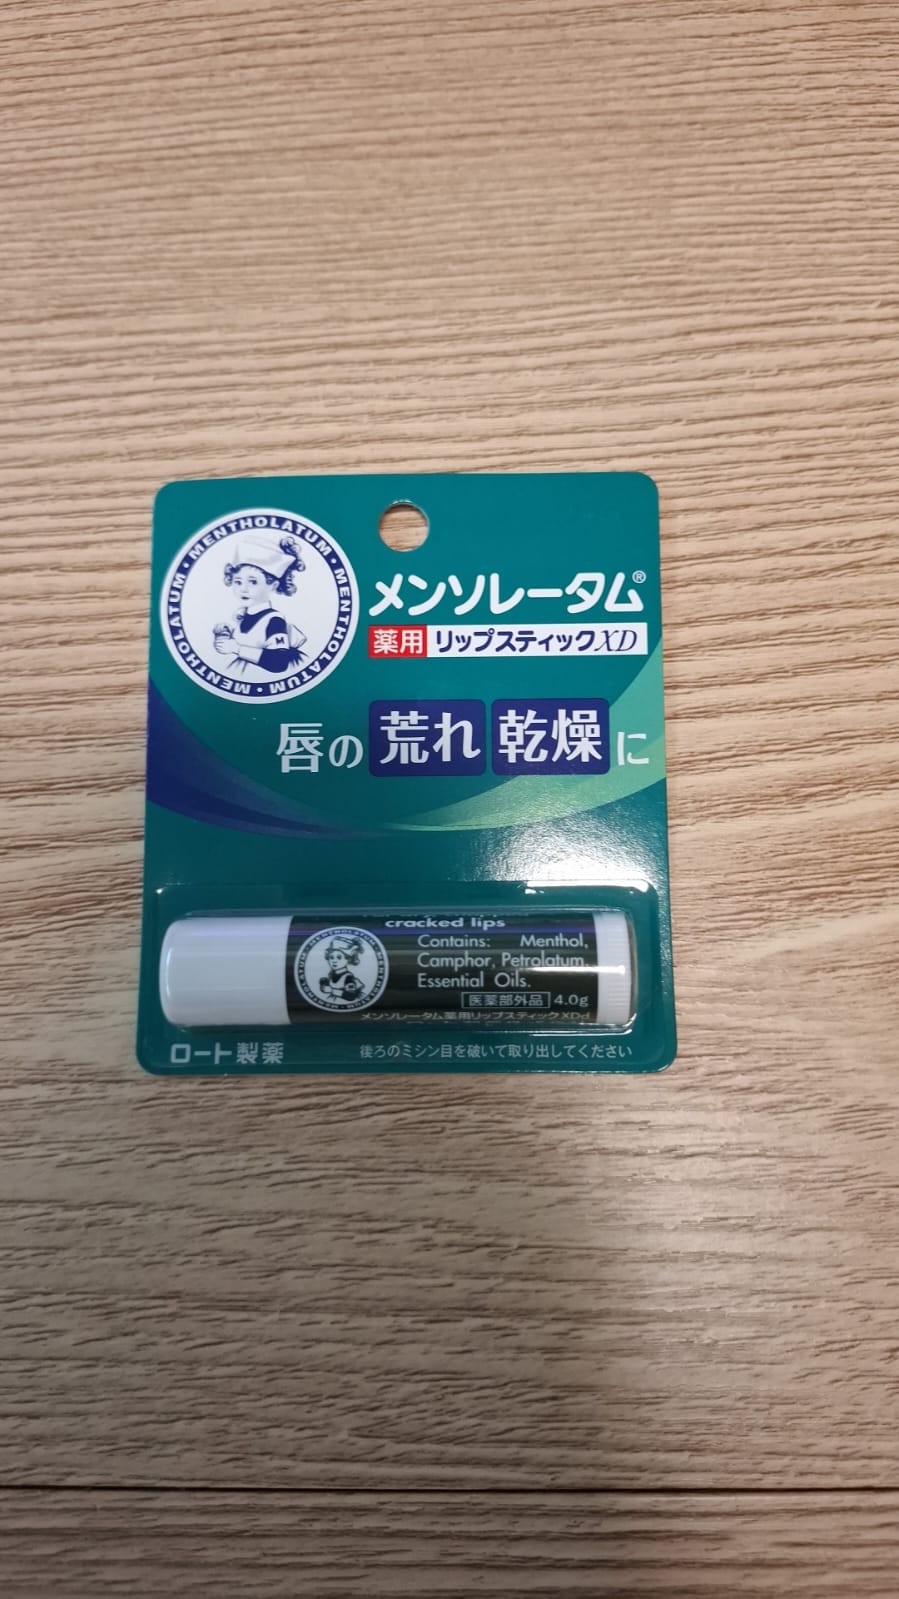 MENTHOLATUM・MENTHOLATUM・MENTHOLATUM・MENTHOLATUM・
メンソレータム®
薬用 リップスティックXD
唇の 荒れ 乾燥 に
cracked lips
MENTHOLATUM
Contains: Menthol,
Camphor, Petrolatum,
Essential Oils.
医薬部外品 4.0g
メンソレータム薬用リップスティックXDd
ロート製薬
後ろのミシン目を破いて取り出してください